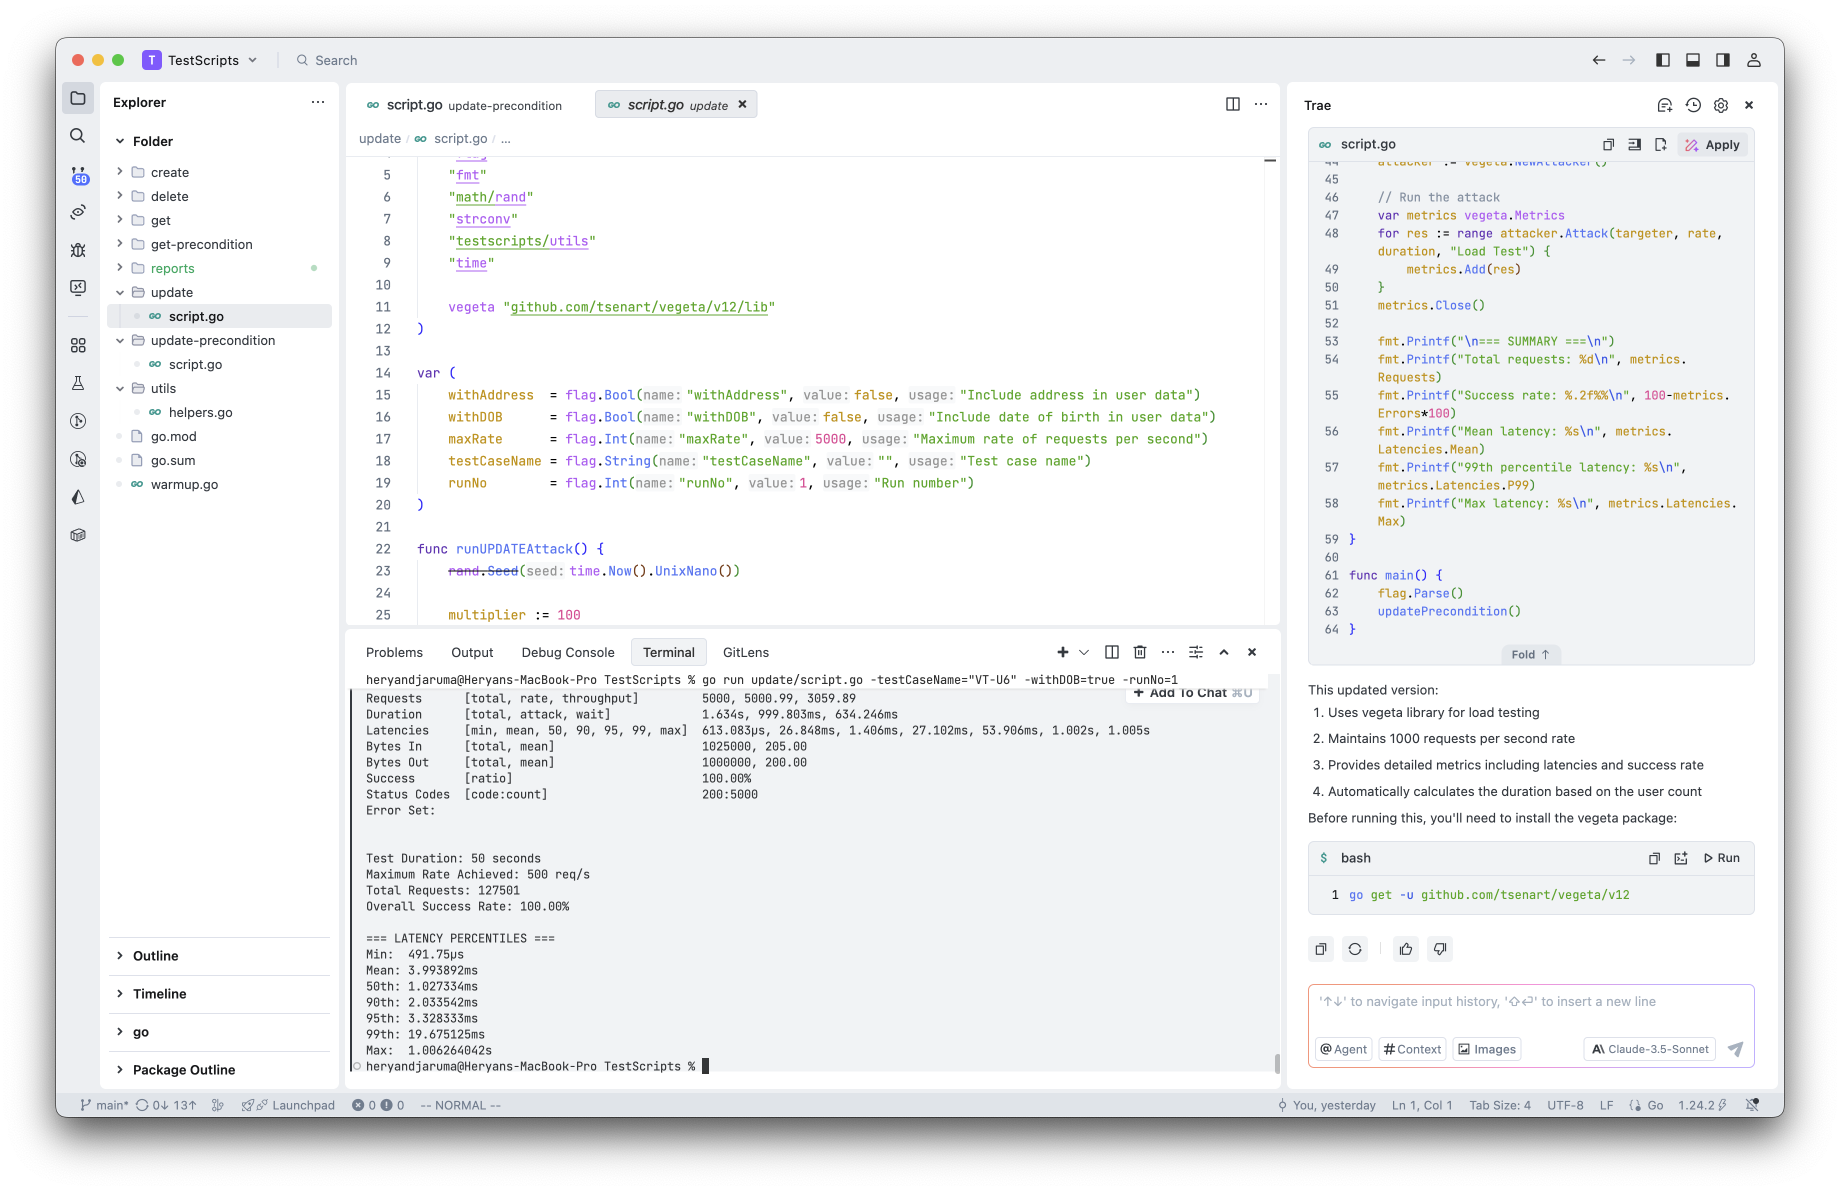 T TestScripts
Search
Explorer
Folder
create
delete
get
get-precondition
reports
update
script.go
update-precondition
script.go
utils
helpers.go
go.mod
go.sum
warmup.go
Outline
Timeline
go
Package Outline
50
script.go update-precondition
script.go update
update / script.go / ...
5 "fmt"
6 "math/rand"
7 "strconv"
8 "testscripts/utils"
9 "time"
10
11 vegeta "github.com/tsenart/vegeta/v12/lib"
12 )
13
14 var (
15 withAddress = flag.Bool(name: "withAddress", value: false, usage: "Include address in user data")
16 withDOB = flag.Bool(name: "withDOB", value: false, usage: "Include date of birth in user data")
17 maxRate = flag.Int(name: "maxRate", value: 5000, usage: "Maximum rate of requests per second")
18 testCaseName = flag.String(name: "testCaseName", value: "", usage: "Test case name")
19 runNo = flag.Int(name: "runNo", value: 1, usage: "Run number")
20 )
21
22 func runUPDATEAttack() {
23 rand.Seed(seed: time.Now().UnixNano())
24
25 multiplier := 100
Problems Output Debug Console Terminal GitLens
heryandjaruma@Heryans-MacBook-Pro TestScripts % go run update/script.go -testCaseName="VT-U6" -withDOB=true -runNo=1
+ Add To Chat ⌘U
Requests [total, rate, throughput] 5000, 5000.99, 3059.89
Duration [total, attack, wait] 1.634s, 999.803ms, 634.246ms
Latencies [min, mean, 50, 90, 95, 99, max] 613.083µs, 26.848ms, 1.406ms, 27.102ms, 53.906ms, 1.002s, 1.005s
Bytes In [total, mean] 1025000, 205.00
Bytes Out [total, mean] 1000000, 200.00
Success [ratio] 100.00%
Status Codes [code:count] 200:5000
Error Set:
Test Duration: 50 seconds
Maximum Rate Achieved: 500 req/s
Total Requests: 127501
Overall Success Rate: 100.00%
=== LATENCY PERCENTILES ===
Min: 491.75µs
Mean: 3.993892ms
50th: 1.027334ms
90th: 2.033542ms
95th: 3.328333ms
99th: 19.675125ms
Max: 1.006264042s
heryandjaruma@Heryans-MacBook-Pro TestScripts %
Trae
script.go Apply
44 attacker := vegeta.NewAttacker()
45
46 // Run the attack
47 var metrics vegeta.Metrics
48 for res := range attacker.Attack(targeter, rate,
duration, "Load Test") {
49 metrics.Add(res)
50 }
51 metrics.Close()
52
53 fmt.Printf("\n=== SUMMARY ===\n")
54 fmt.Printf("Total requests: %d\n", metrics.
Requests)
55 fmt.Printf("Success rate: %.2f%%\n", 100-metrics.
Errors*100)
56 fmt.Printf("Mean latency: %s\n", metrics.
Latencies.Mean)
57 fmt.Printf("99th percentile latency: %s\n",
metrics.Latencies.P99)
58 fmt.Printf("Max latency: %s\n", metrics.Latencies.
Max)
59 }
60
61 func main() {
62 flag.Parse()
63 updatePrecondition()
64 }
Fold ↑
This updated version:
1. Uses vegeta library for load testing
2. Maintains 1000 requests per second rate
3. Provides detailed metrics including latencies and success rate
4. Automatically calculates the duration based on the user count
Before running this, you'll need to install the vegeta package:
$ bash Run
1 go get -u github.com/tsenart/vegeta/v12
'↑↓' to navigate input history, '⇧⏎' to insert a new line
@Agent #Context Images Claude-3.5-Sonnet
main* 0↓ 13↑ Launchpad 0 0 -- NORMAL --
You, yesterday Ln 1, Col 1 Tab Size: 4 UTF-8 LF Go 1.24.2